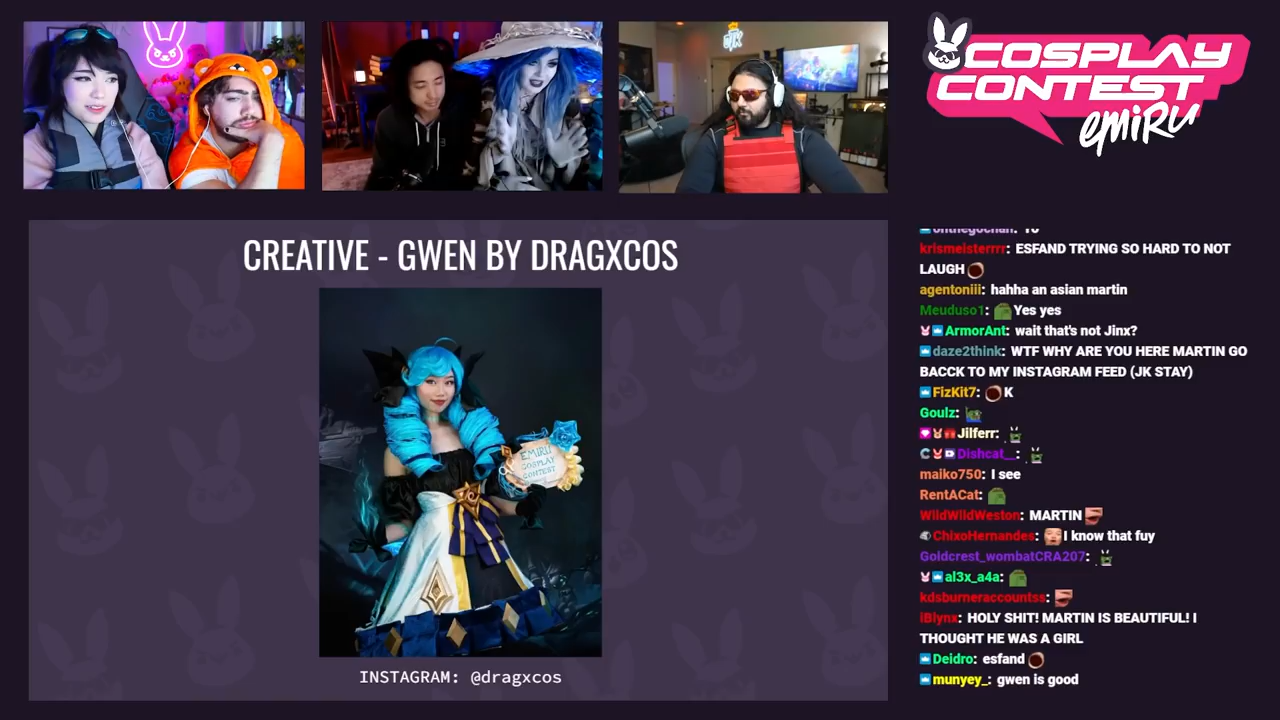 COSPLAY
CONTEST
emiru
CREATIVE - GWEN BY DRAGXCOS
EMIRU
COSPLAY
CONTEST
INSTAGRAM: @dragxcos
krismeisterrrr: ESFAND TRYING SO HARD TO NOT
LAUGH
agentoniii: hahha an asian martin
Meuduso1: Yes yes
ArmorAnt: wait that's not Jinx?
daze2think: WTF WHY ARE YOU HERE MARTIN GO
BACCK TO MY INSTAGRAM FEED (JK STAY)
FizKit7: K
Goulz:
Jilferr:
Dishcat__:
maiko750: I see
RentACat:
WildWildWeston: MARTIN
ChixoHernandes: I know that fuy
Goldcrest_wombatCRA207:
al3x_a4a:
kdsburneraccountss:
iBlynx: HOLY SHIT! MARTIN IS BEAUTIFUL! I
THOUGHT HE WAS A GIRL
Deidro: esfand
munyey_: gwen is good